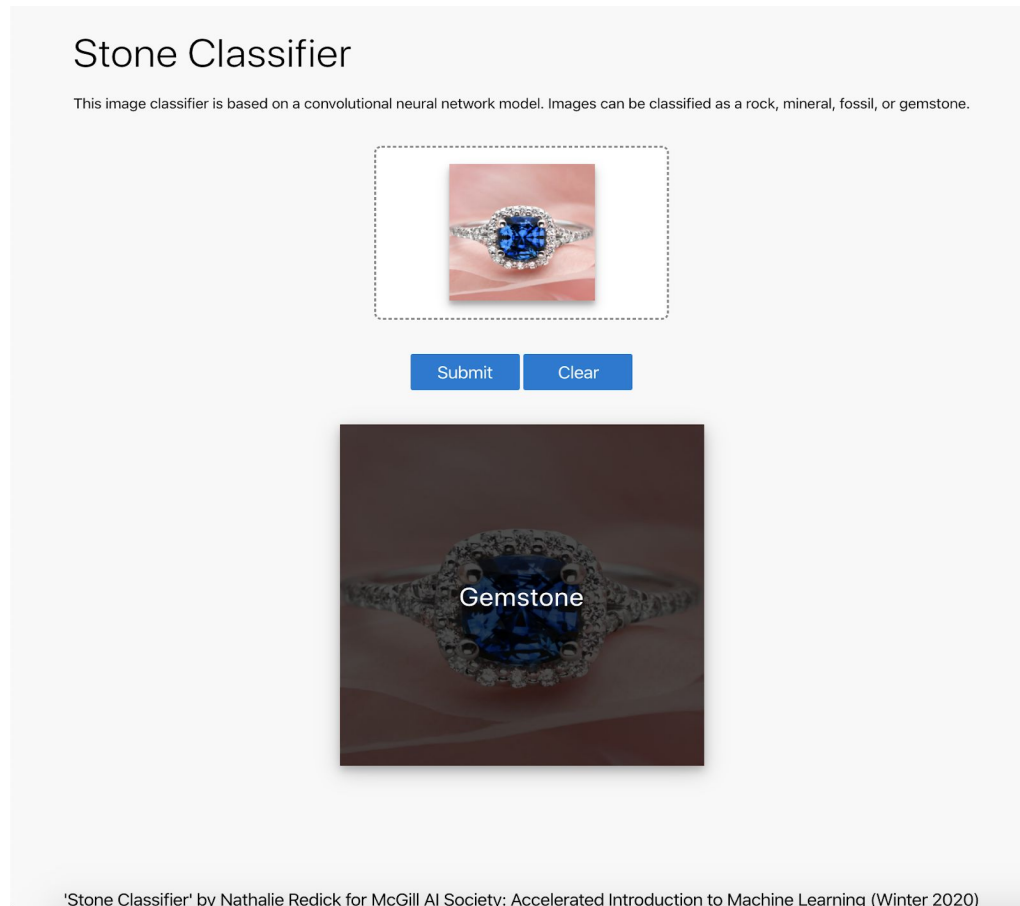 Stone Classifier
This image classifier is based on a convolutional neural network model. Images can be classified as a rock, mineral, fossil, or gemstone.
Submit
Clear
Gemstone
'Stone Classifier' by Nathalie Redick for McGill AI Society: Accelerated Introduction to Machine Learning (Winter 2020)